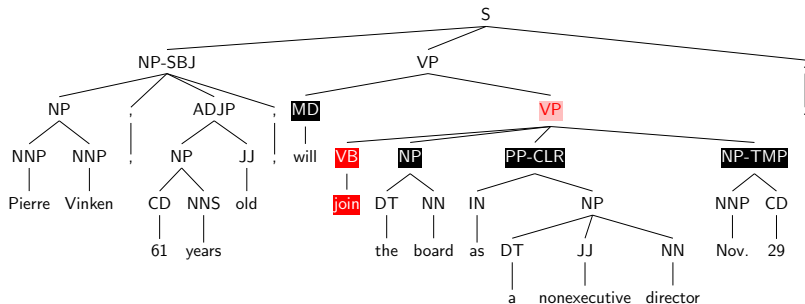 S
NP-SBJ VP .
NP , ADJP , MD VP .
NNP NNP , NP JJ , will VB NP PP-CLR NP-TMP
Pierre Vinken CD NNS old join DT NN IN NP NNP CD
61 years the board as DT JJ NN Nov. 29
a nonexecutive director